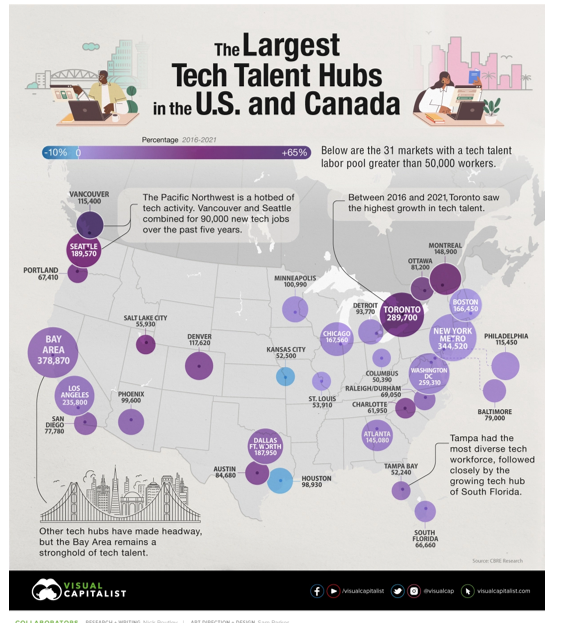 The Largest
Tech Talent Hubs
in the U.S. and Canada
Percentage 2016-2021
-10% 0 +65%
Below are the 31 markets with a tech talent
labor pool greater than 50,000 workers.
VANCOUVER
115,400
The Pacific Northwest is a hotbed of
tech activity. Vancouver and Seattle
combined for 90,000 new tech jobs
over the past five years.
Between 2016 and 2021, Toronto saw
the highest growth in tech talent.
SEATTLE
189,570
PORTLAND
67,410
MONTREAL
148,900
OTTAWA
81,200
MINNEAPOLIS
100,990
DETROIT
93,770
TORONTO
289,700
BOSTON
166,450
SALT LAKE CITY
55,930
DENVER
117,620
CHICAGO
167,560
NEW YORK
METRO
344,520
PHILADELPHIA
115,450
BAY
AREA
378,870
KANSAS CITY
52,500
COLUMBUS
50,390
WASHINGTON
DC
259,310
LOS
ANGELES
235,800
PHOENIX
99,600
ST. LOUIS
53,910
RALEIGH/DURHAM
69,050
CHARLOTTE
61,950
BALTIMORE
79,000
SAN
DIEGO
77,780
DALLAS
FT. WORTH
187,950
ATLANTA
145,080
AUSTIN
84,680
HOUSTON
98,930
TAMPA BAY
52,240
Tampa had the
most diverse tech
workforce, followed
closely by the
growing tech hub
of South Florida.
SOUTH
FLORIDA
66,660
Other tech hubs have made headway,
but the Bay Area remains a
stronghold of tech talent.
Source: CBRE Research
VISUAL
CAPITALIST
/visualcapitalist
@visualcap
visualcapitalist.com
COLLABORATORS RESEARCH + WRITING | ART DIRECTION + DESIGN